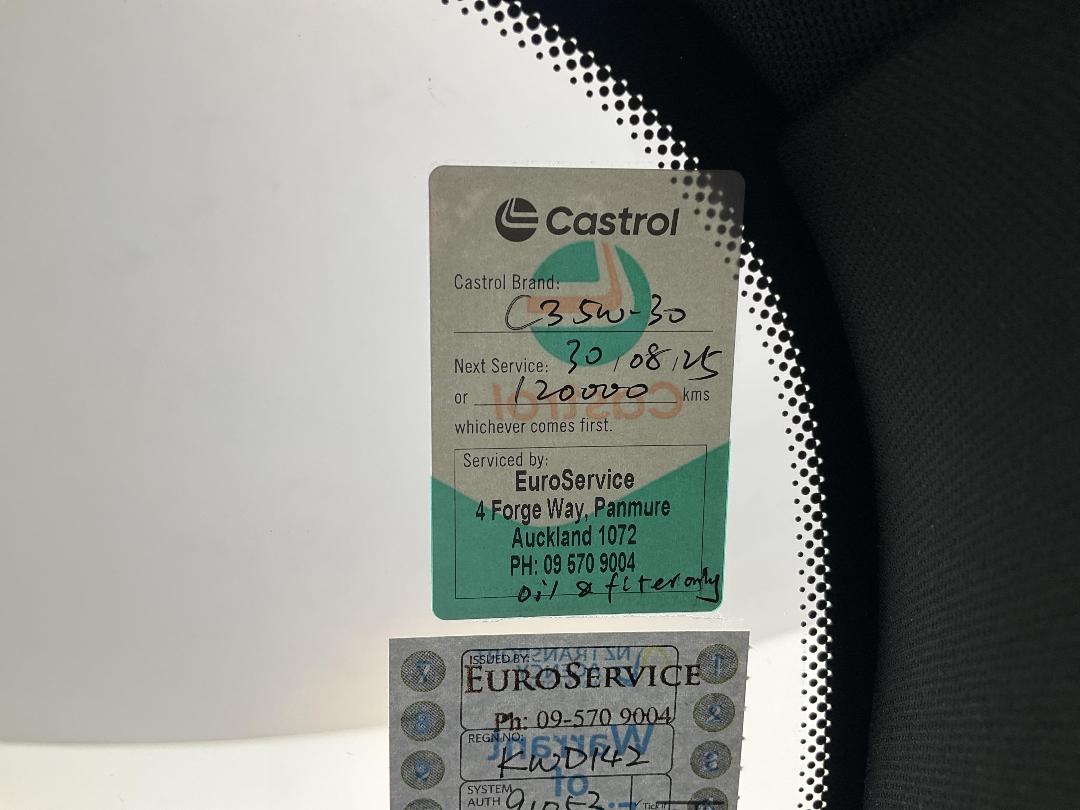 Castrol
Castrol Brand:
C3 5W-30
Next Service: 30/08/25
or 120000 kms
whichever comes first.
Serviced by:
EuroService
4 Forge Way, Panmure
Auckland 1072
PH: 09 570 9004
oil & filter only
ISSUED BY:
EUROSERVICE
Ph: 09-570 9004
REGN NO:
KWD142
SYSTEM
AUTH